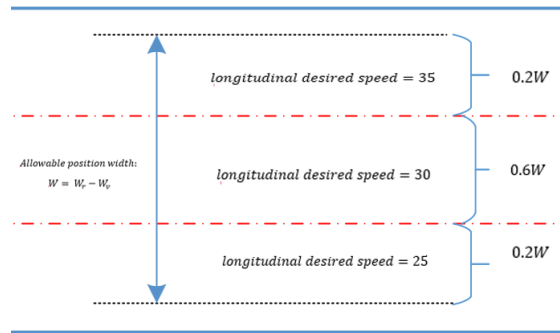 longitudinal desired speed = 35
0.2W
Allowable position width:
W = Wᵣ − Wᵥ
longitudinal desired speed = 30
0.6W
longitudinal desired speed = 25
0.2W